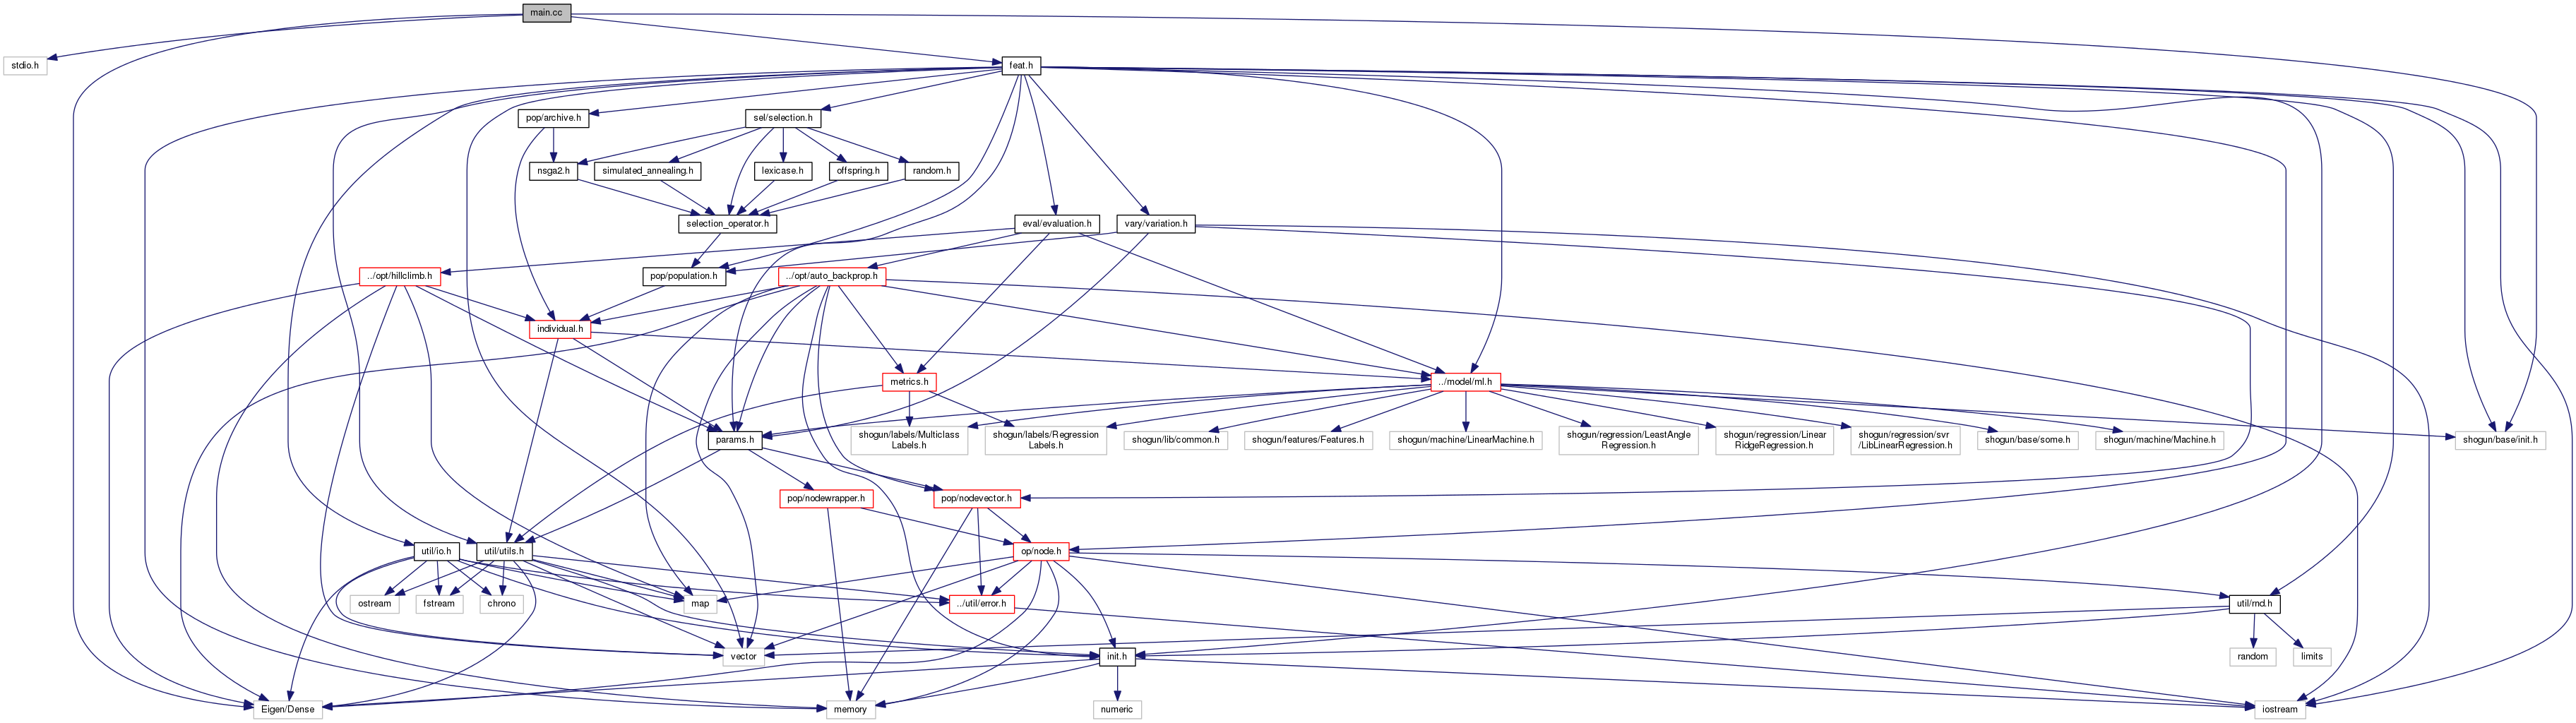 main.cc
stdio.h
feat.h
pop/archive.h
sel/selection.h
nsga2.h
simulated_annealing.h
lexicase.h
offspring.h
random.h
selection_operator.h
eval/evaluation.h
vary/variation.h
../opt/hillclimb.h
pop/population.h
../opt/auto_backprop.h
individual.h
metrics.h
../model/ml.h
params.h
shogun/labels/Multiclass
Labels.h
shogun/labels/Regression
Labels.h
shogun/lib/common.h
shogun/features/Features.h
shogun/machine/LinearMachine.h
shogun/regression/LeastAngle
Regression.h
shogun/regression/Linear
RidgeRegression.h
shogun/regression/svr
/LibLinearRegression.h
shogun/base/some.h
shogun/machine/Machine.h
shogun/base/init.h
pop/nodewrapper.h
pop/nodevector.h
util/io.h
util/utils.h
op/node.h
ostream
fstream
chrono
map
../util/error.h
util/rnd.h
vector
init.h
random
limits
Eigen/Dense
memory
numeric
iostream